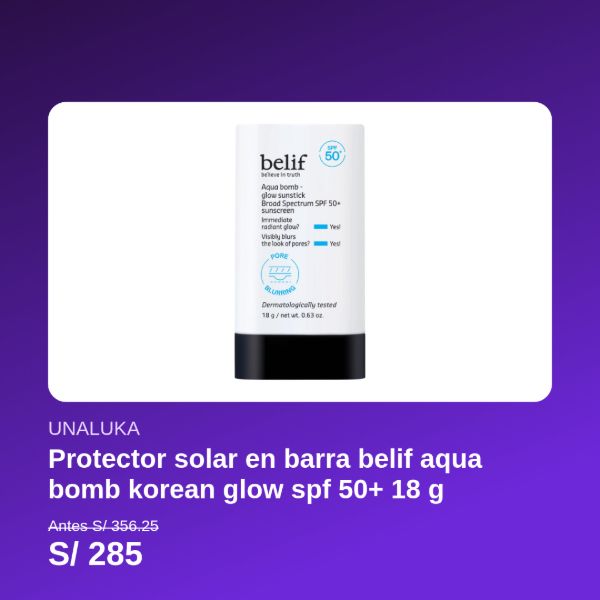 belif
believe in truth
SPF
50+
Aqua bomb -
glow sunstick
Broad Spectrum SPF 50+
sunscreen
Immediate
radiant glow? Yes!
Visibly blurs
the look of pores? Yes!
PORE
BLURRING
Dermatologically tested
18 g / net wt. 0.63 oz.
UNALUKA
Protector solar en barra belif aqua
bomb korean glow spf 50+ 18 g
Antes S/ 356.25
S/ 285